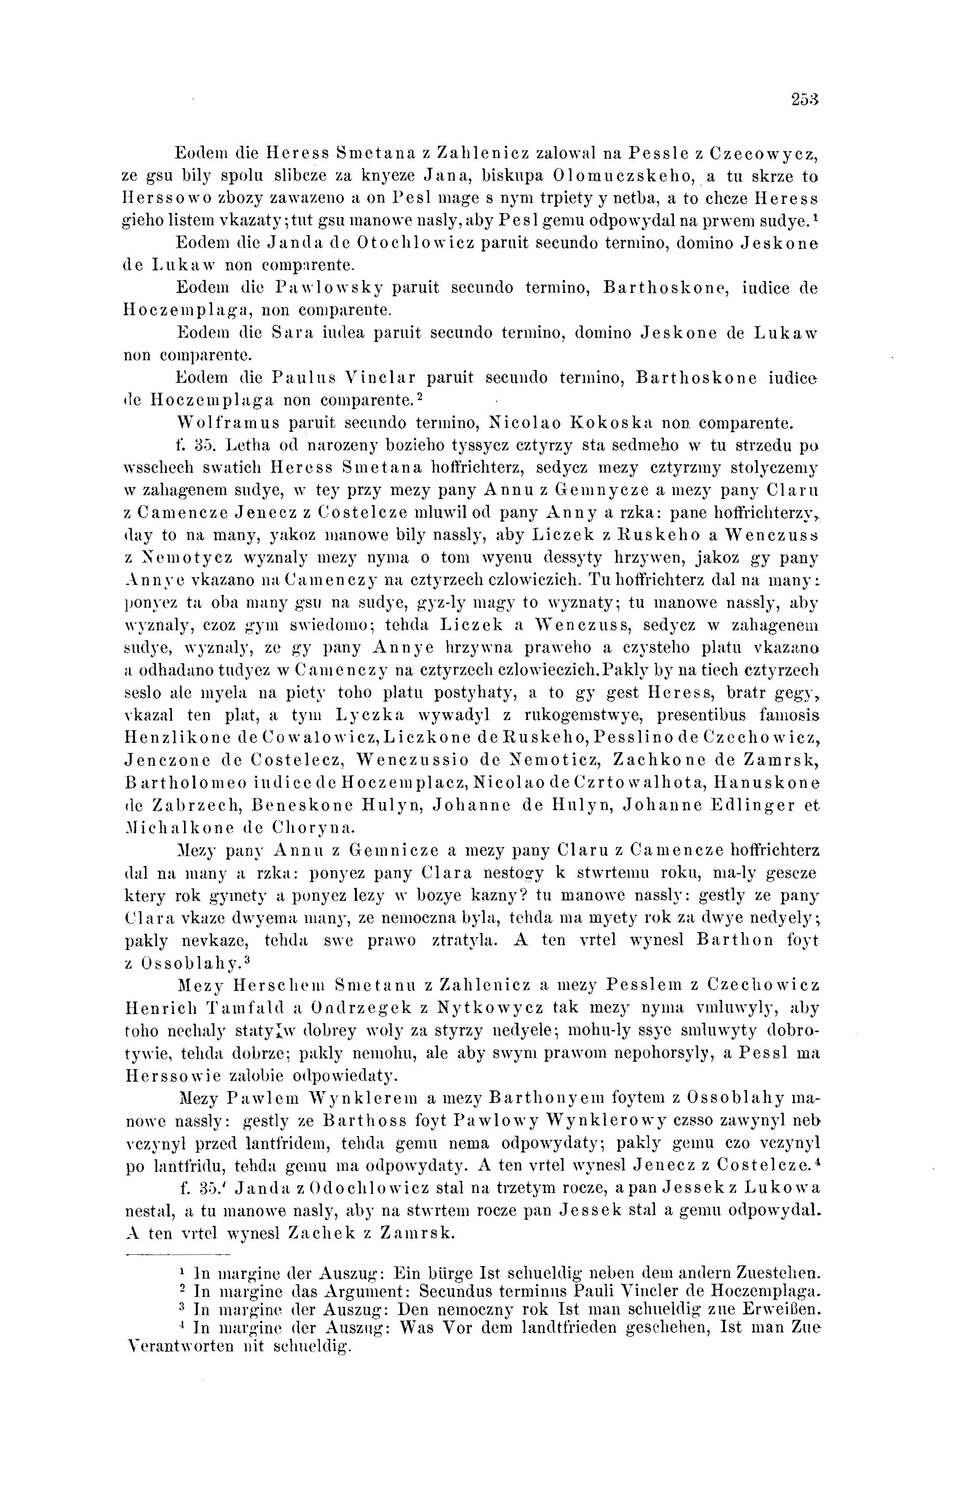 253
Eodem die Heress Smetana z Zahlenicz zalowal na Pessle z Czecowycz,
ze gsu bily spolu slibcze za knyeze Jana, biskupa Olomuczskeho, a tu skrze to
Herssowo zbozy zawazeno a on Pesl mage s nym trpiety y netba, a to chcze Heress
gieho listem vkazaty; tut gsu manowe nasly, aby Pesl gemu odpowydal na prwem sudye.¹
Eodem die Janda de Otochlowicz paruit secundo termino, domino Jeskone
de Lukaw non comparente.
Eodem die Pawlowsky paruit secundo termino, Barthoskone, iudice de
Hoczemplaga, non comparente.
Eodem die Sara iudea paruit secundo termino, domino Jeskone de Lukaw
non comparente.
Eodem die Paulus Vinclar paruit secundo termino, Barthoskone iudice
de Hoczemplaga non comparente.²
Wolframus paruit secundo termino, Nicolao Kokoska non comparente.
f. 35. Letha od narozeny bozieho tyssycz cztyrzy sta sedmeho w tu strzedu po
wsschech swatich Heress Smetana hoffrichterz, sedycz mezy cztyrzmy stolyczemy
w zahagenem sudye, w tey przy mezy pany Annu z Gemnycze a mezy pany Claru
z Camencze Jenecz z Costelcze mluwil od pany Anny a rzka: pane hoffrichterzy,
day to na many, yakoz manowe bily nassly, aby Liczek z Ruskeho a Wenczuss
z Nemotycz wyznaly mezy nyma o tom wyenu dessyty hrzywen, jakoz gy pany
Annye vkazano na Camenczy na cztyrzech czlowiczich. Tu hoffrichterz dal na many:
ponycz ta oba many gsu na sudye, gyz-ly magy to wyznaty; tu manowe nassly, aby
wyznaly, czoz gym swiedomo; tehda Liczek a Wenczuss, sedycz w zahagenem
sudye, wyznaly, ze gy pany Annye hrzywna praweho a czysteho platu vkazano
a odhadano tudycz w Camenczy na cztyrzech czlowieczich. Pakly by na tiech cztyrzech
seslo ale myela na piety toho platu postyhaty, a to gy gest Heress, bratr gegy,
vkazal ten plat, a tym Lyczka wywadyl z rukogemstwye, presentibus famosis
Henzlikone de Cowalowicz, Liczkone de Ruskeho, Pesslino de Czechowicz,
Jenczone de Costelecz, Wenczussio de Nemoticz, Zachkone de Zamrsk,
Bartholomeo iudice de Hoczemplacz, Nicolao de Czrtowalhota, Hanuskone
de Zabrzech, Beneskone Hulyn, Johanne de Hulyn, Johanne Edlinger et
Michalkone de Choryna.
Mezy pany Annu z Gemnicze a mezy pany Claru z Camencze hoffrichterz
dal na many a rzka: ponyez pany Clara nestogy k stwrtemu roku, ma-ly gescze
ktery rok gymety a ponyez lezy w bozye kazny? tu manowe nassly: gestly ze pany
Clara vkaze dwyema many, ze nemoczna byla, tehda ma myety rok za dwye nedyely;
pakly nevkaze, tehda swe prawo ztratyla. A ten vrtel wynesl Barthon foyt
z Ossoblahy.³
Mezy Herschem Smetanu z Zahlenicz a mezy Pesslem z Czechowicz
Henrich Tamfald a Ondrzegek z Nytkowycz tak mezy nyma vmluwyly, aby
toho nechaly staty w dobrey woly za styrzy nedyele; mohu-ly ssye smluwyty dobro-
tywie, tehda dobrze; pakly nemohu, ale aby swym prawom nepohorsyly, a Pessl ma
Herssowie zalobie odpowiedaty.
Mezy Pawlem Wynklerem a mezy Barthonyem foytem z Ossoblahy ma-
nowe nassly: gestly ze Barthoss foyt Pawlowy Wynklerowy czsso zawynyl neb
vczynyl przed lantfridem, tehda gemu nema odpowydaty; pakly gemu czo vczynyl
po lantfridu, tehda gemu ma odpowydaty. A ten vrtel wynesl Jenecz z Costelcze.⁴
f. 35.′ Janda z Odochlowicz stal na trzetym rocze, a pan Jessek z Lukowa
nestal, a tu manowe nasly, aby na stwrtem rocze pan Jessek stal a gemu odpowydal.
A ten vrtel wynesl Zachek z Zamrsk.
¹ In margine der Auszug: Ein bürge Ist schueldig neben dem andern Zuestehen.
² In margine das Argument: Secundus terminus Pauli Vincler de Hoczemplaga.
³ In margine der Auszug: Den nemoczny rok Ist man schueldig zue Erweißen.
⁴ In margine der Auszug: Was Vor dem landtfrieden geschehen, Ist man Zue
Verantworten nit schueldig.